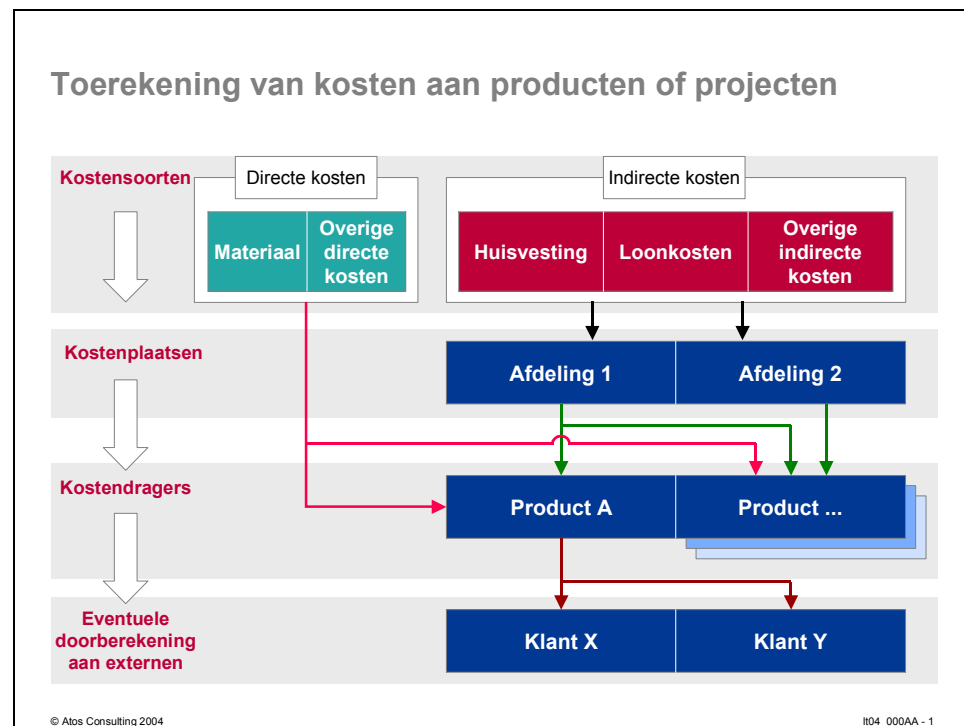 Toerekening van kosten aan producten of projecten
Kostensoorten
Directe kosten
Indirecte kosten
Materiaal
Overige
directe
kosten
Huisvesting
Loonkosten
Overige
indirecte
kosten
Kostenplaatsen
Afdeling 1
Afdeling 2
Kostendragers
Product A
Product ...
Eventuele
doorberekening
aan externen
Klant X
Klant Y
© Atos Consulting 2004
lt04_000AA - 1